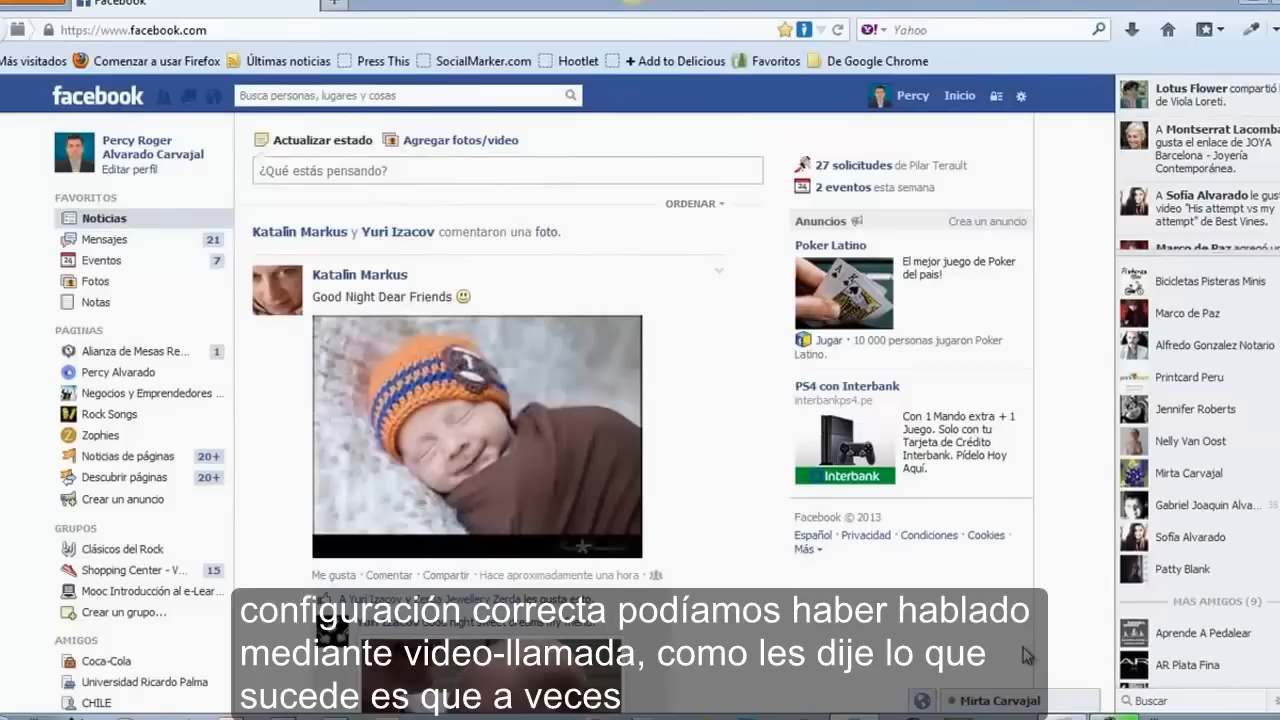 Facebook
https://www.facebook.com
Yahoo
Más visitados
Comenzar a usar Firefox
Últimas noticias
Press This
SocialMarker.com
Hootlet
+ Add to Delicious
Favoritos
De Google Chrome
facebook
Busca personas, lugares y cosas
Percy
Inicio
Percy Roger
Alvarado Carvajal
Editar perfil
FAVORITOS
Noticias
Mensajes 21
Eventos 7
Fotos
Notas
PÁGINAS
Alianza de Mesas Re... 1
Percy Alvarado
Negocios y Emprendedores ...
Rock Songs
Zophies
Noticias de páginas 20+
Descubrir páginas 20+
Crear un anuncio
GRUPOS
Clásicos del Rock
Shopping Center - V... 15
Mooc Introducción al e-Lear...
Crear un grupo...
AMIGOS
Coca-Cola
Universidad Ricardo Palma
CHILE
Actualizar estado
Agregar fotos/video
¿Qué estás pensando?
ORDENAR
Katalin Markus y Yuri Izacov comentaron una foto.
Katalin Markus
Good Night Dear Friends
Me gusta · Comentar · Compartir · Hace aproximadamente una hora ·
configuración correcta podíamos haber hablado
mediante video-llamada, como les dije lo que
sucede es que a veces
27 solicitudes de Pilar Terault
2 eventos esta semana
Anuncios
Crea un anuncio
Poker Latino
El mejor juego de Poker
del pais!
Jugar · 10 000 personas jugaron Poker
Latino.
PS4 con Interbank
interbankps4.pe
Con 1 Mando extra + 1
Juego. Solo con tu
Tarjeta de Crédito
Interbank. Pídelo Hoy
Aquí.
Interbank
Facebook © 2013
Español · Privacidad · Condiciones · Cookies ·
Más
Mirta Carvajal
Lotus Flower compartió
de Viola Loreti.
A Montserrat Lacomba
gusta el enlace de JOYA
Barcelona - Joyería
Contemporánea.
A Sofía Alvarado le gus
video "His attempt vs my
attempt" de Best Vines.
Marco de Paz agregó
Bicicletas Pisteras Minis
Marco de Paz
Alfredo Gonzalez Notario
Printcard Peru
Jennifer Roberts
Nelly Van Oost
Mirta Carvajal
Gabriel Joaquin Alva...
Sofía Alvarado
Patty Blank
MÁS AMIGOS (9)
Aprende A Pedalear
AR Plata Fina
Buscar